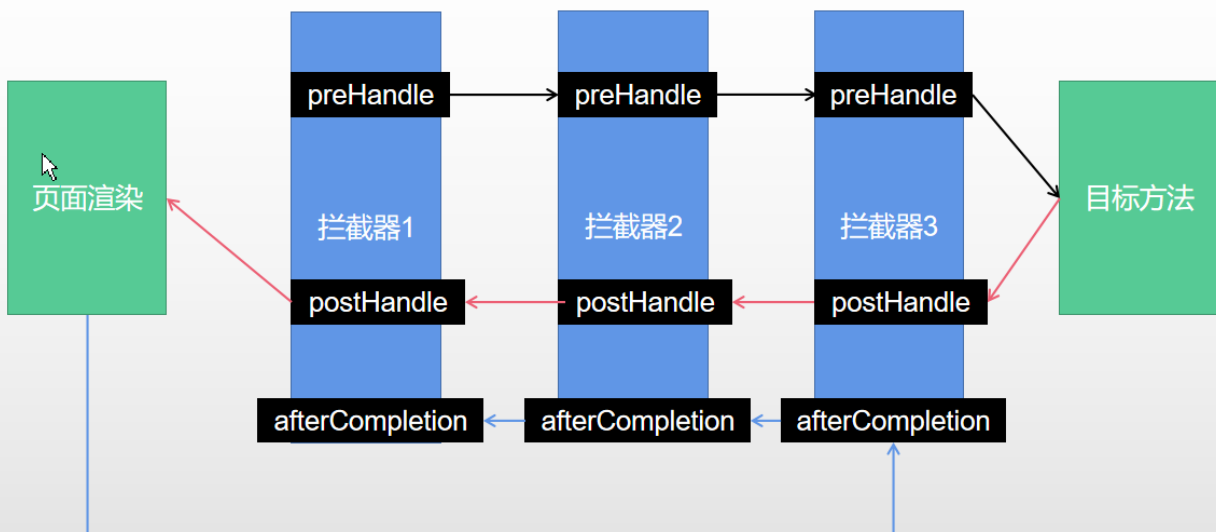 preHandle
preHandle
preHandle
页面渲染
拦截器1
拦截器2
拦截器3
目标方法
postHandle
postHandle
postHandle
afterCompletion
afterCompletion
afterCompletion